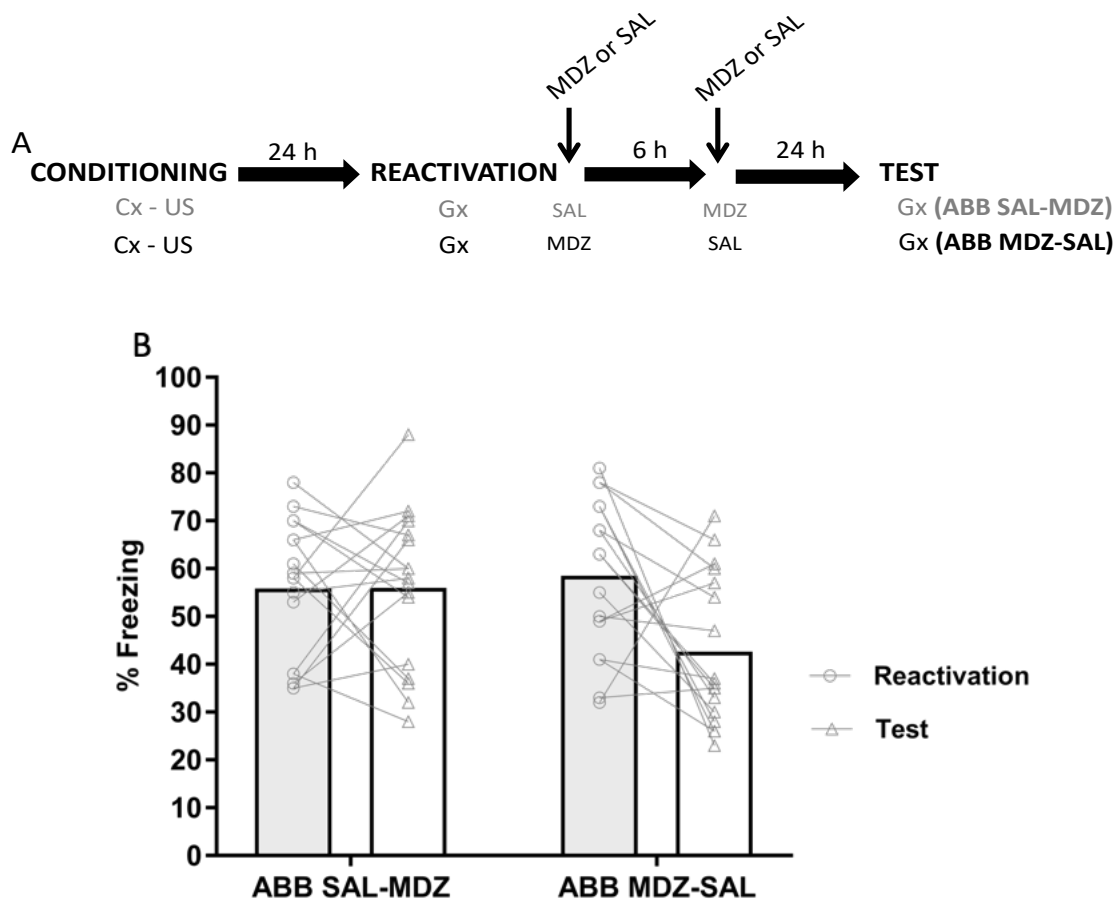 MDZ or SAL
MDZ or SAL
A
24 h
6 h
24 h
CONDITIONING
REACTIVATION
TEST
Cx - US
Gx
SAL
MDZ
Gx (ABB SAL-MDZ)
Cx - US
Gx
MDZ
SAL
Gx (ABB MDZ-SAL)
B
100
90
80
70
60
50
40
30
20
10
0
% Freezing
Reactivation
Test
ABB SAL-MDZ
ABB MDZ-SAL